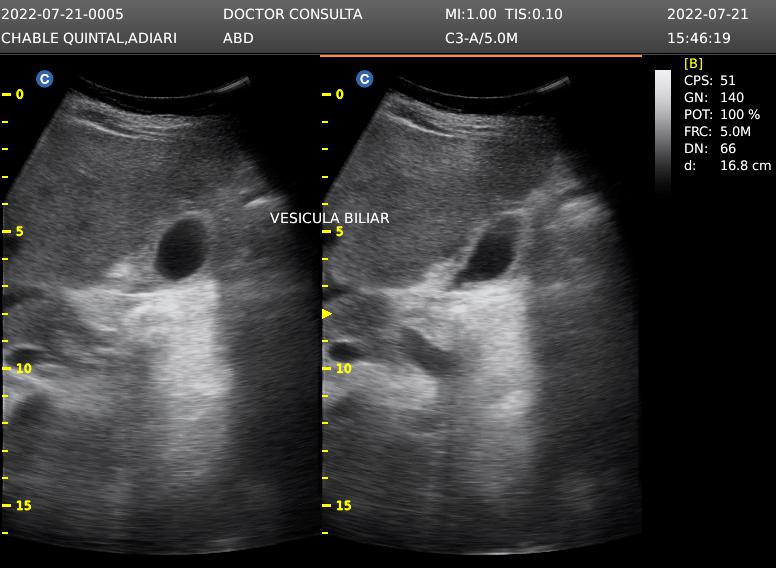 2022-07-21-0005 DOCTOR CONSULTA MI:1.00 TIS:0.10 2022-07-21
CHABLE QUINTAL,ADIARI ABD C3-A/5.0M 15:46:19
[B]
CPS: 51
GN: 140
POT: 100 %
FRC: 5.0M
DN: 66
d: 16.8 cm
C C
0 0
VESICULA BILIAR
5 5
10 10
15 15